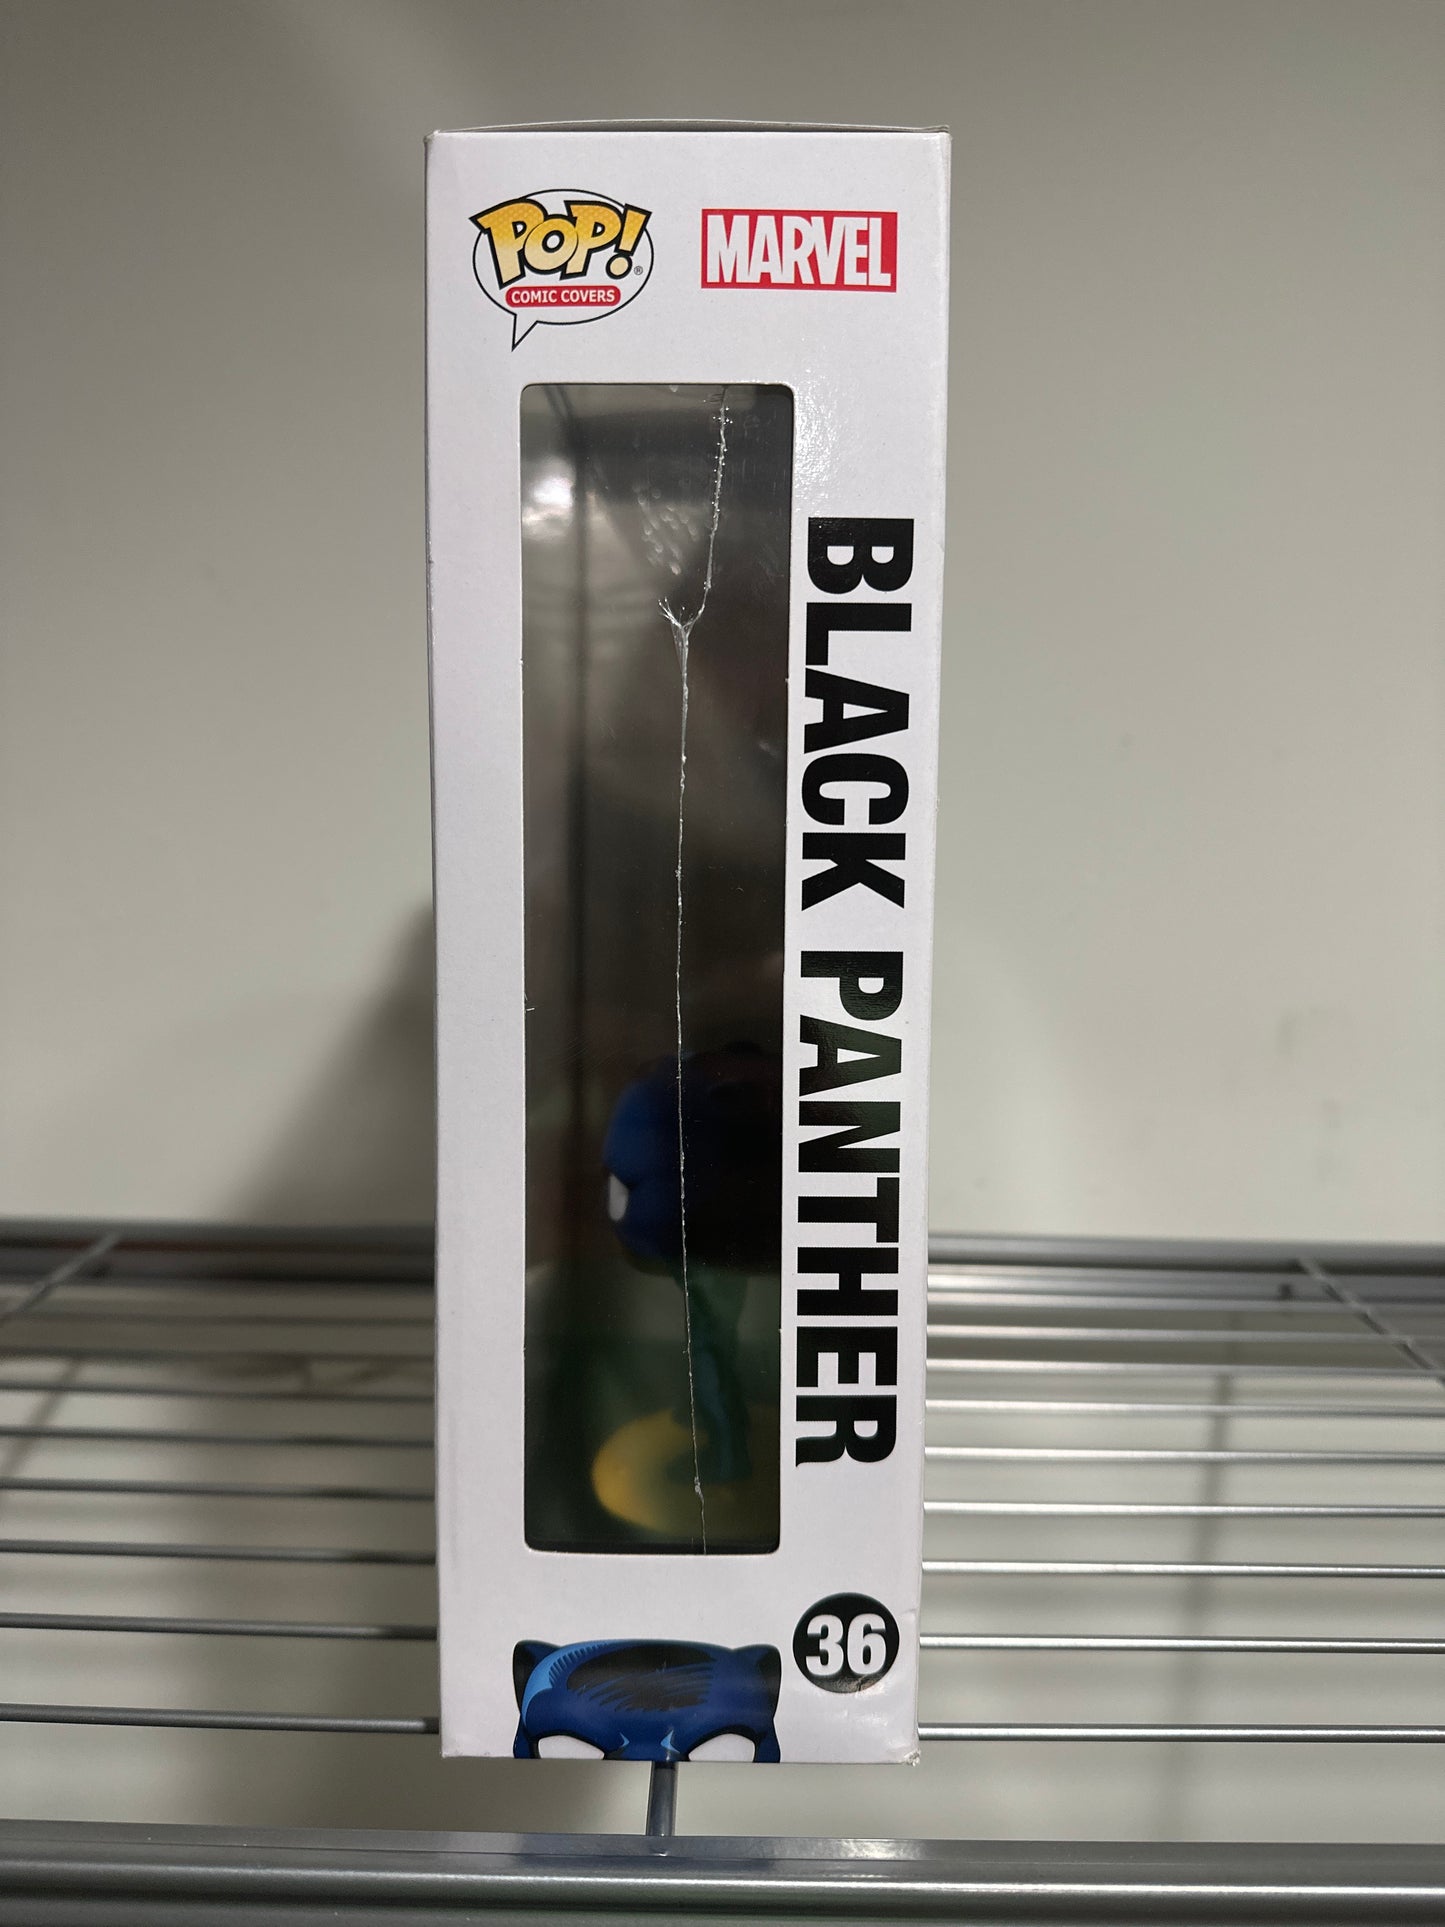 POP!®
COMIC COVERS
MARVEL
BLACK PANTHER
36